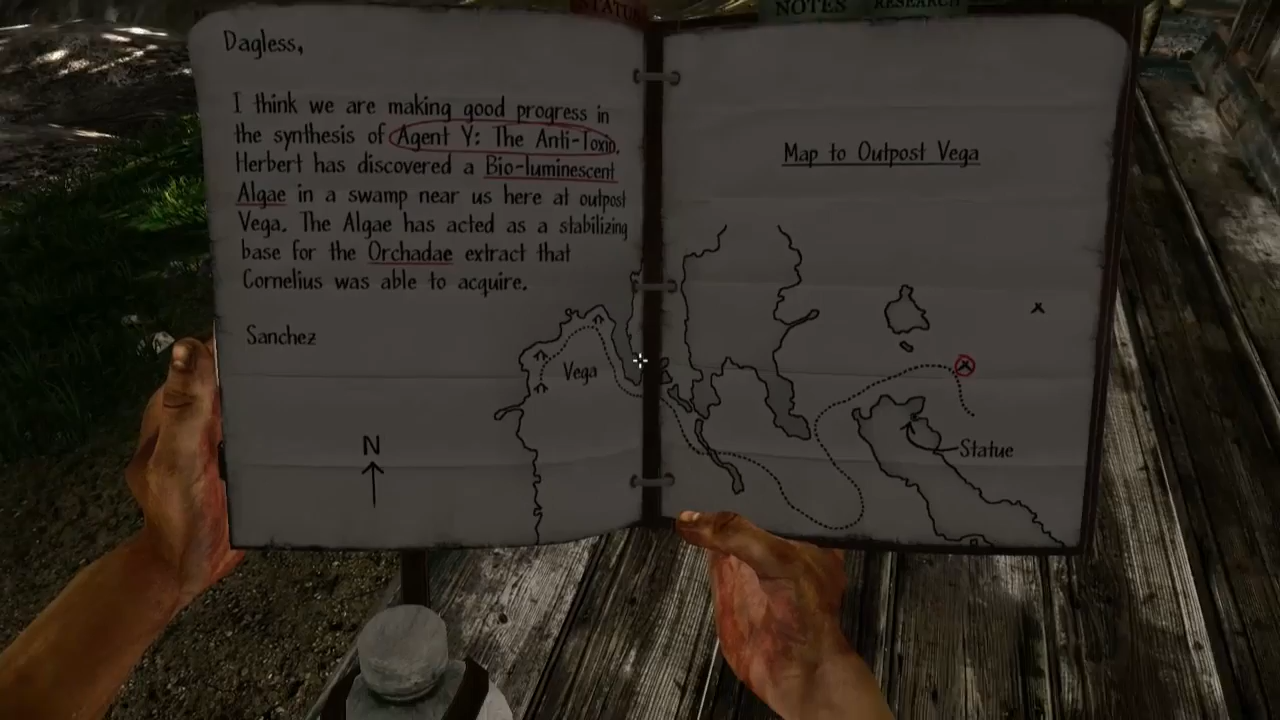 STATUS
NOTES
RESEARCH
Dagless,
I think we are making good progress in
the synthesis of Agent Y: The Anti-Toxin.
Herbert has discovered a Bio-luminescent
Algae in a swamp near us here at outpost
Vega. The Algae has acted as a stabilizing
base for the Orchadae extract that
Cornelius was able to acquire.
Sanchez
N
Vega
Map to Outpost Vega
Statue